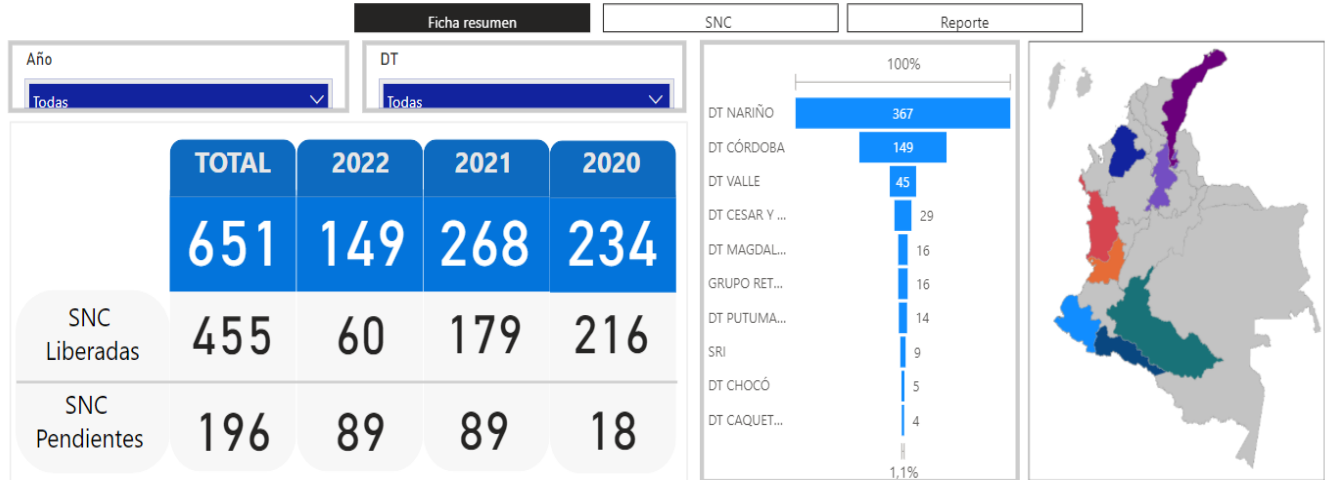 Ficha resumen
SNC
Reporte
Año
Todas
DT
Todas
TOTAL 2022 2021 2020
651 149 268 234
SNC
Liberadas
455 60 179 216
SNC
Pendientes
196 89 89 18
100%
DT NARIÑO 367
DT CÓRDOBA 149
DT VALLE 45
DT CESAR Y ... 29
DT MAGDAL... 16
GRUPO RET... 16
DT PUTUMA... 14
SRI 9
DT CHOCÓ 5
DT CAQUET... 4
1,1%